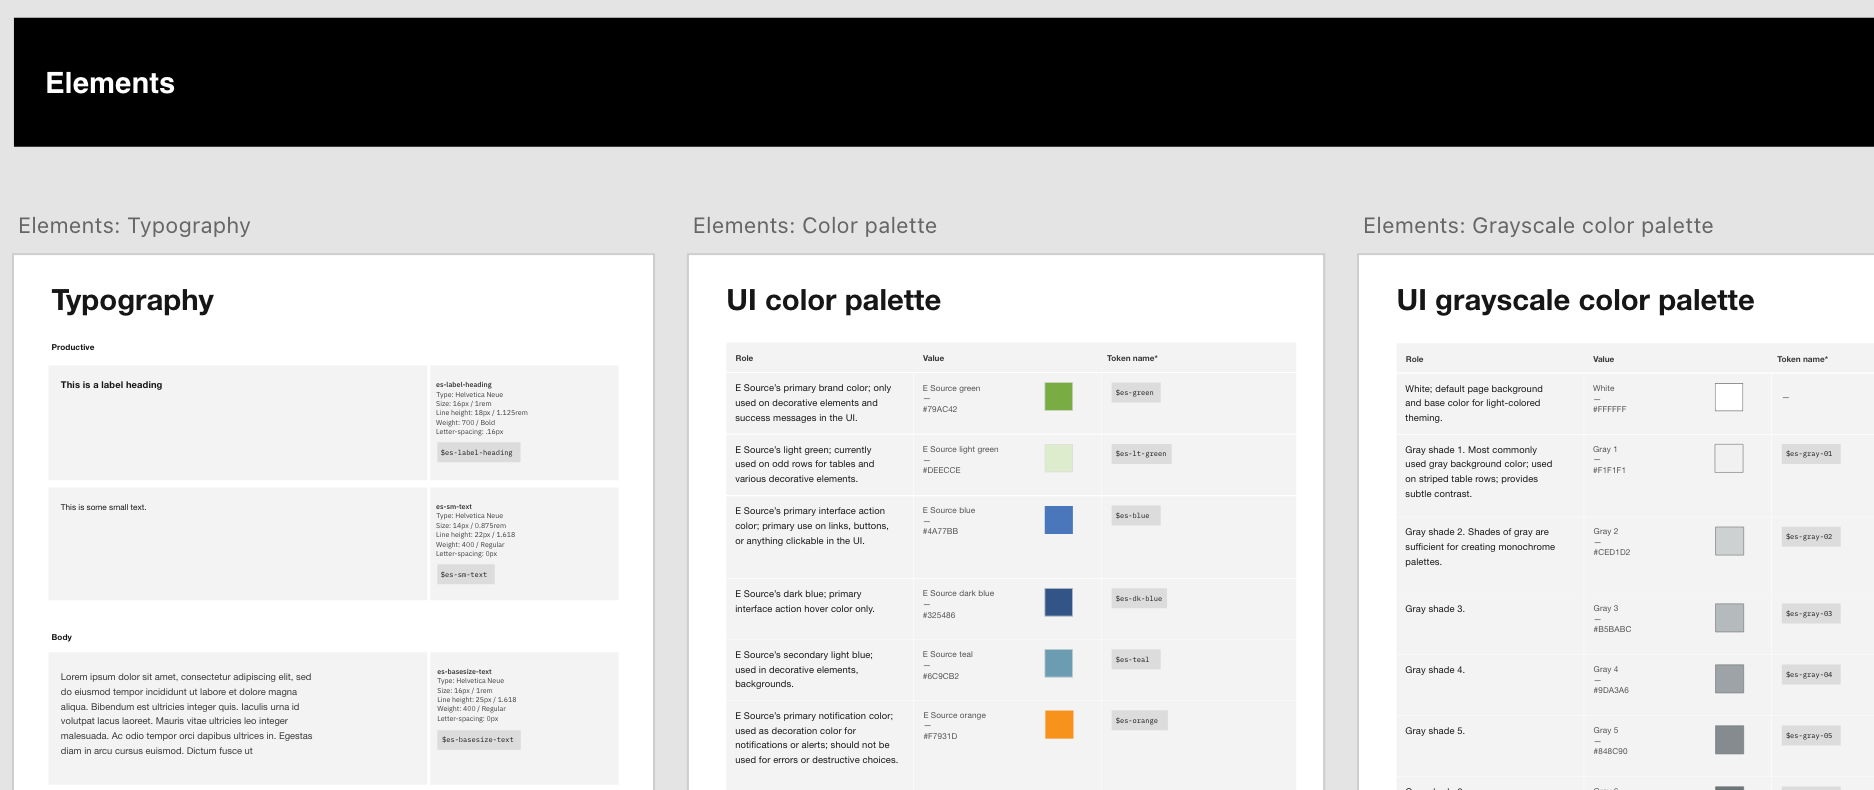 Elements
Elements: Typography
Typography
Productive
This is a label heading
es-label-heading
Type: Helvetica Neue
Size: 16px / 1rem
Line height: 18px / 1.125rem
Weight: 700 / Bold
Letter-spacing: .16px
$es-label-heading
This is some small text.
es-sm-text
Type: Helvetica Neue
Size: 14px / 0.875rem
Line height: 22px / 1.618
Weight: 400 / Regular
Letter-spacing: 0px
$es-sm-text
Body
Lorem ipsum dolor sit amet, consectetur adipiscing elit, sed
do eiusmod tempor incididunt ut labore et dolore magna
aliqua. Bibendum est ultricies integer quis. Iaculis urna id
volutpat lacus laoreet. Mauris vitae ultricies leo integer
malesuada. Ac odio tempor orci dapibus ultrices in. Egestas
diam in arcu cursus euismod. Dictum fusce ut
es-basesize-text
Type: Helvetica Neue
Size: 16px / 1rem
Line height: 25px / 1.618
Weight: 400 / Regular
Letter-spacing: 0px
$es-basesize-text
Elements: Color palette
UI color palette
Role Value Token name*
E Source's primary brand color; only
used on decorative elements and
success messages in the UI.
E Source green
—
#79AC42
$es-green
E Source's light green; currently
used on odd rows for tables and
various decorative elements.
E Source light green
—
#DEECCE
$es-lt-green
E Source's primary interface action
color; primary use on links, buttons,
or anything clickable in the UI.
E Source blue
—
#4A77BB
$es-blue
E Source's dark blue; primary
interface action hover color only.
E Source dark blue
—
#325486
$es-dk-blue
E Source's secondary light blue;
used in decorative elements,
backgrounds.
E Source teal
—
#6C9CB2
$es-teal
E Source's primary notification color;
used as decoration color for
notifications or alerts; should not be
used for errors or destructive choices.
E Source orange
—
#F7931D
$es-orange
Elements: Grayscale color palette
UI grayscale color palette
Role Value Token name*
White; default page background
and base color for light-colored
theming.
White
—
#FFFFFF
—
Gray shade 1. Most commonly
used gray background color; used
on striped table rows; provides
subtle contrast.
Gray 1
—
#F1F1F1
$es-gray-01
Gray shade 2. Shades of gray are
sufficient for creating monochrome
palettes.
Gray 2
—
#CED1D2
$es-gray-02
Gray shade 3.
Gray 3
—
#B5BABC
$es-gray-03
Gray shade 4.
Gray 4
—
#9DA3A6
$es-gray-04
Gray shade 5.
Gray 5
—
#848C90
$es-gray-05